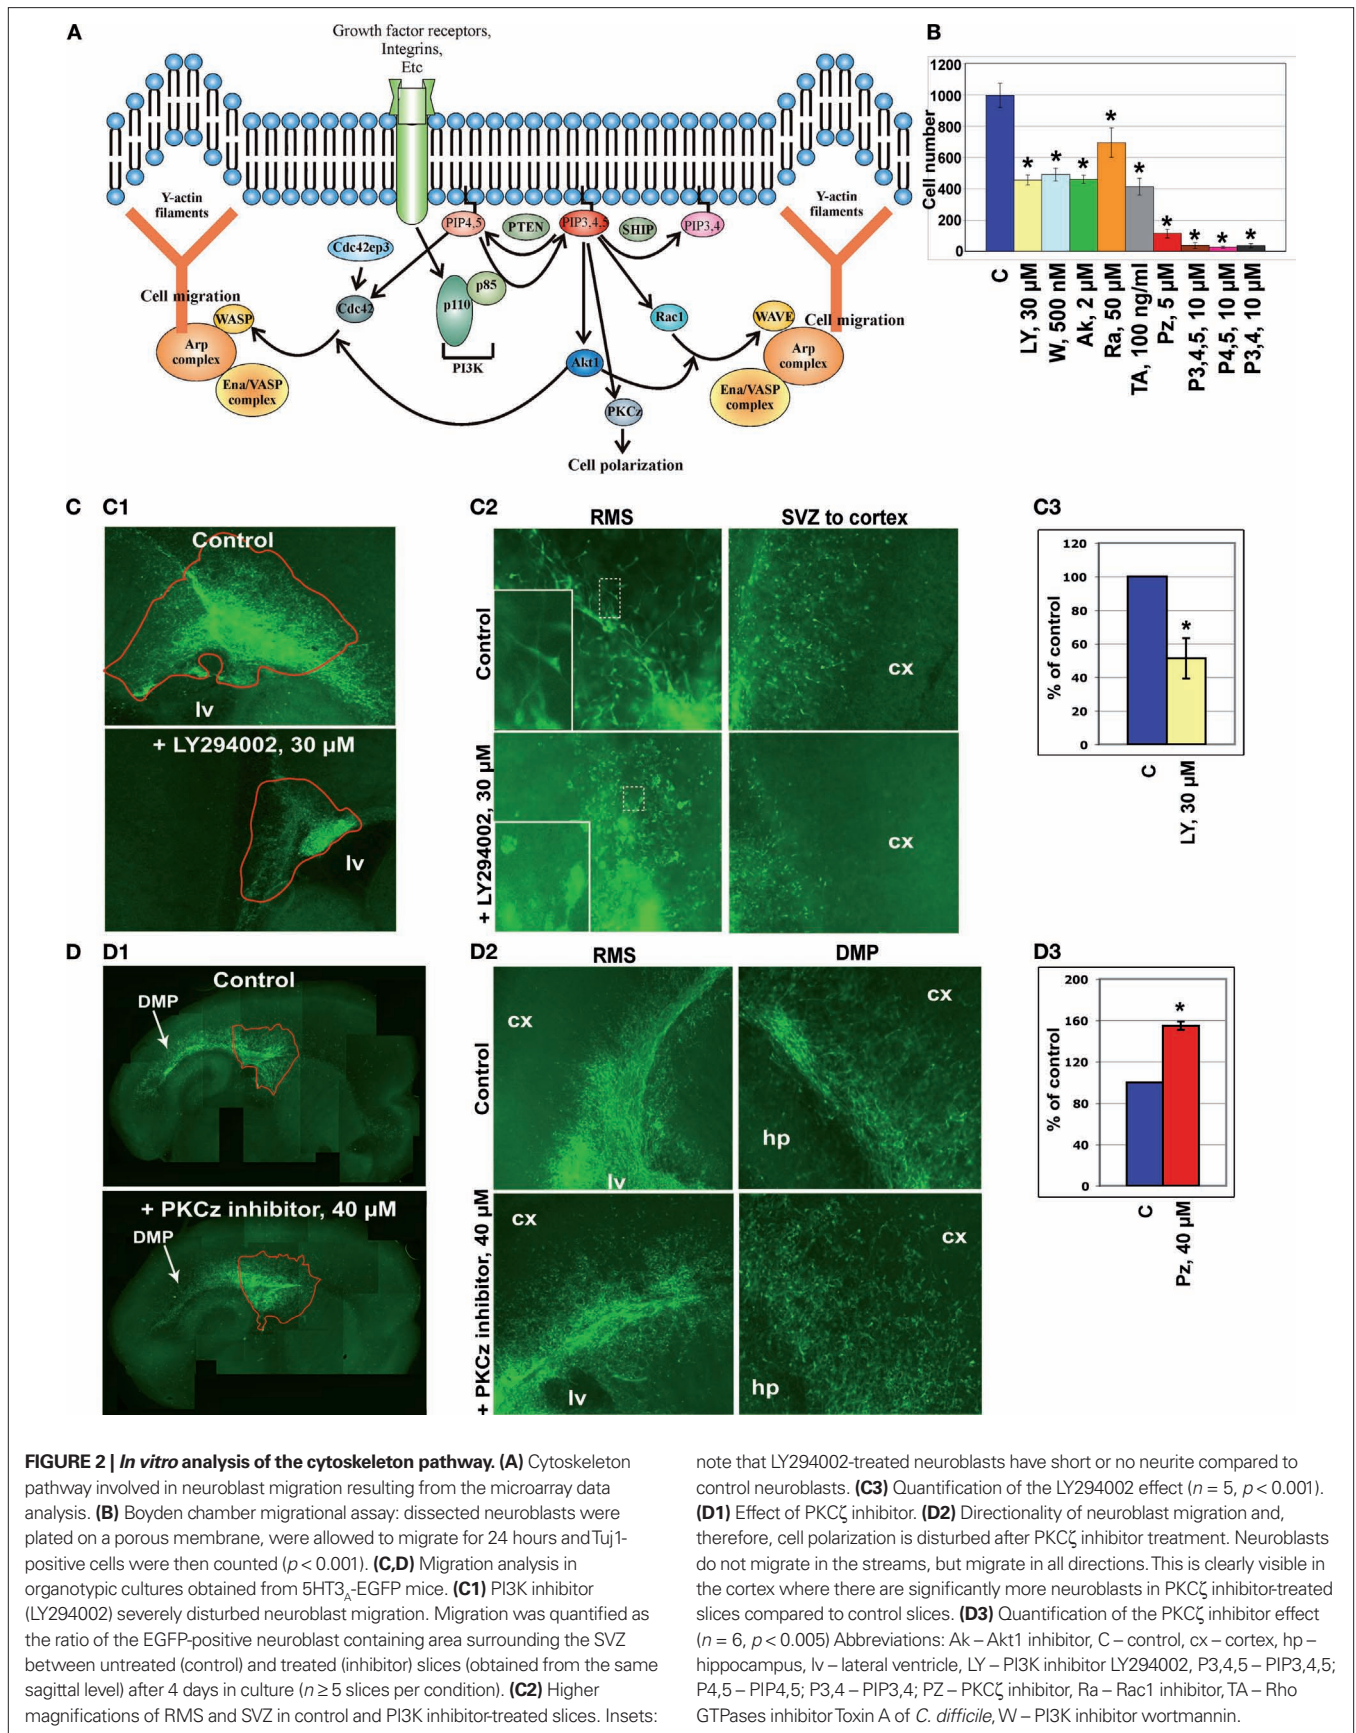 A
Growth factor receptors,
Integrins,
Etc
Y-actin
filaments
Y-actin
filaments
PIP4,5
PTEN
PIP3,4,5
SHIP
PIP3,4
Cdc42ep3
Cell migration
WASP
Cdc42
p110
p85
PI3K
Rac1
WAVE
Cell migration
Arp
complex
Arp
complex
Akt1
Ena/VASP
complex
Ena/VASP
complex
PKCz
Cell polarization
B
Cell number
1200
1000
800
600
400
200
0
* * * * * * * * *
C
LY, 30 µM
W, 500 nM
Ak, 2 µM
Ra, 50 µM
TA, 100 ng/ml
Pz, 5 µM
P3,4,5, 10 µM
P4,5, 10 µM
P3,4, 10 µM
C C1
Control
lv
+ LY294002, 30 µM
lv
C2
RMS SVZ to cortex
Control
cx
+ LY294002, 30 µM
cx
C3
% of control
120
100
80
60
40
20
0
*
C
LY, 30 µM
D D1
Control
DMP
+ PKCz inhibitor, 40 µM
DMP
D2
RMS DMP
Control
cx
lv
cx
hp
+ PKCz inhibitor, 40 µM
cx
lv
cx
hp
D3
% of control
200
160
120
80
40
0
*
C
Pz, 40 µM
FIGURE 2 | In vitro analysis of the cytoskeleton pathway. (A) Cytoskeleton
pathway involved in neuroblast migration resulting from the microarray data
analysis. (B) Boyden chamber migrational assay: dissected neuroblasts were
plated on a porous membrane, were allowed to migrate for 24 hours and Tuj1-
positive cells were then counted (p < 0.001). (C,D) Migration analysis in
organotypic cultures obtained from 5HT3A-EGFP mice. (C1) PI3K inhibitor
(LY294002) severely disturbed neuroblast migration. Migration was quantified as
the ratio of the EGFP-positive neuroblast containing area surrounding the SVZ
between untreated (control) and treated (inhibitor) slices (obtained from the same
sagittal level) after 4 days in culture (n ≥ 5 slices per condition). (C2) Higher
magnifications of RMS and SVZ in control and PI3K inhibitor-treated slices. Insets:
note that LY294002-treated neuroblasts have short or no neurite compared to
control neuroblasts. (C3) Quantification of the LY294002 effect (n = 5, p < 0.001).
(D1) Effect of PKCζ inhibitor. (D2) Directionality of neuroblast migration and,
therefore, cell polarization is disturbed after PKCζ inhibitor treatment. Neuroblasts
do not migrate in the streams, but migrate in all directions. This is clearly visible in
the cortex where there are significantly more neuroblasts in PKCζ inhibitor-treated
slices compared to control slices. (D3) Quantification of the PKCζ inhibitor effect
(n = 6, p < 0.005) Abbreviations: Ak – Akt1 inhibitor, C – control, cx – cortex, hp –
hippocampus, lv – lateral ventricle, LY – PI3K inhibitor LY294002, P3,4,5 – PIP3,4,5;
P4,5 – PIP4,5; P3,4 – PIP3,4; PZ – PKCζ inhibitor, Ra – Rac1 inhibitor, TA – Rho
GTPases inhibitor Toxin A of C. difficile, W – PI3K inhibitor wortmannin.